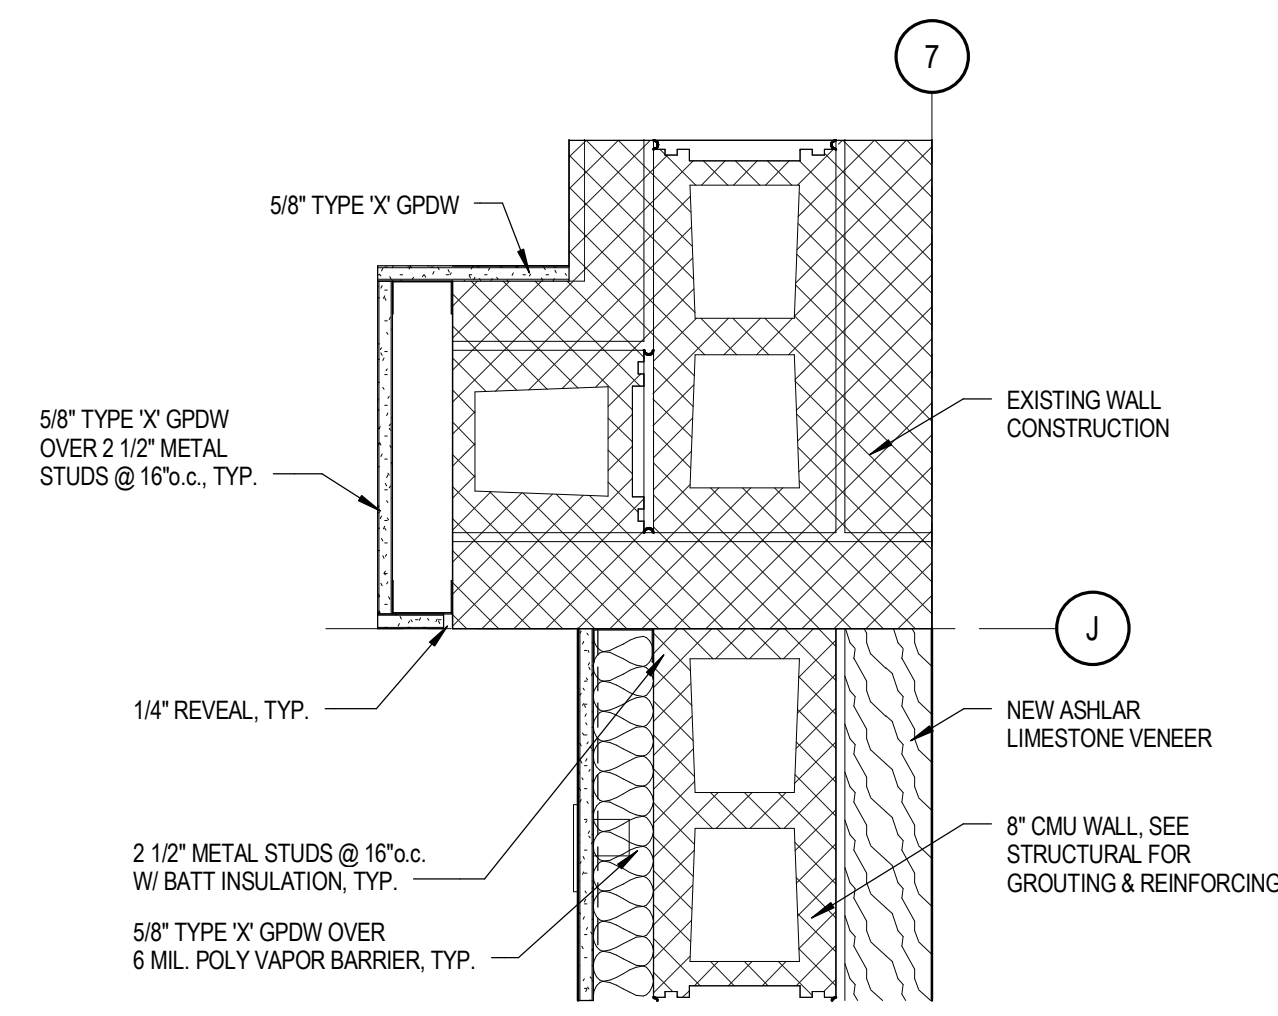 7
5/8" TYPE 'X' GPDW
5/8" TYPE 'X' GPDW
OVER 2 1/2" METAL
STUDS @ 16"o.c., TYP.
EXISTING WALL
CONSTRUCTION
J
1/4" REVEAL, TYP.
NEW ASHLAR
LIMESTONE VENEER
2 1/2" METAL STUDS @ 16"o.c.
W/ BATT INSULATION, TYP.
8" CMU WALL, SEE
STRUCTURAL FOR
GROUTING & REINFORCING
5/8" TYPE 'X' GPDW OVER
6 MIL. POLY VAPOR BARRIER, TYP.